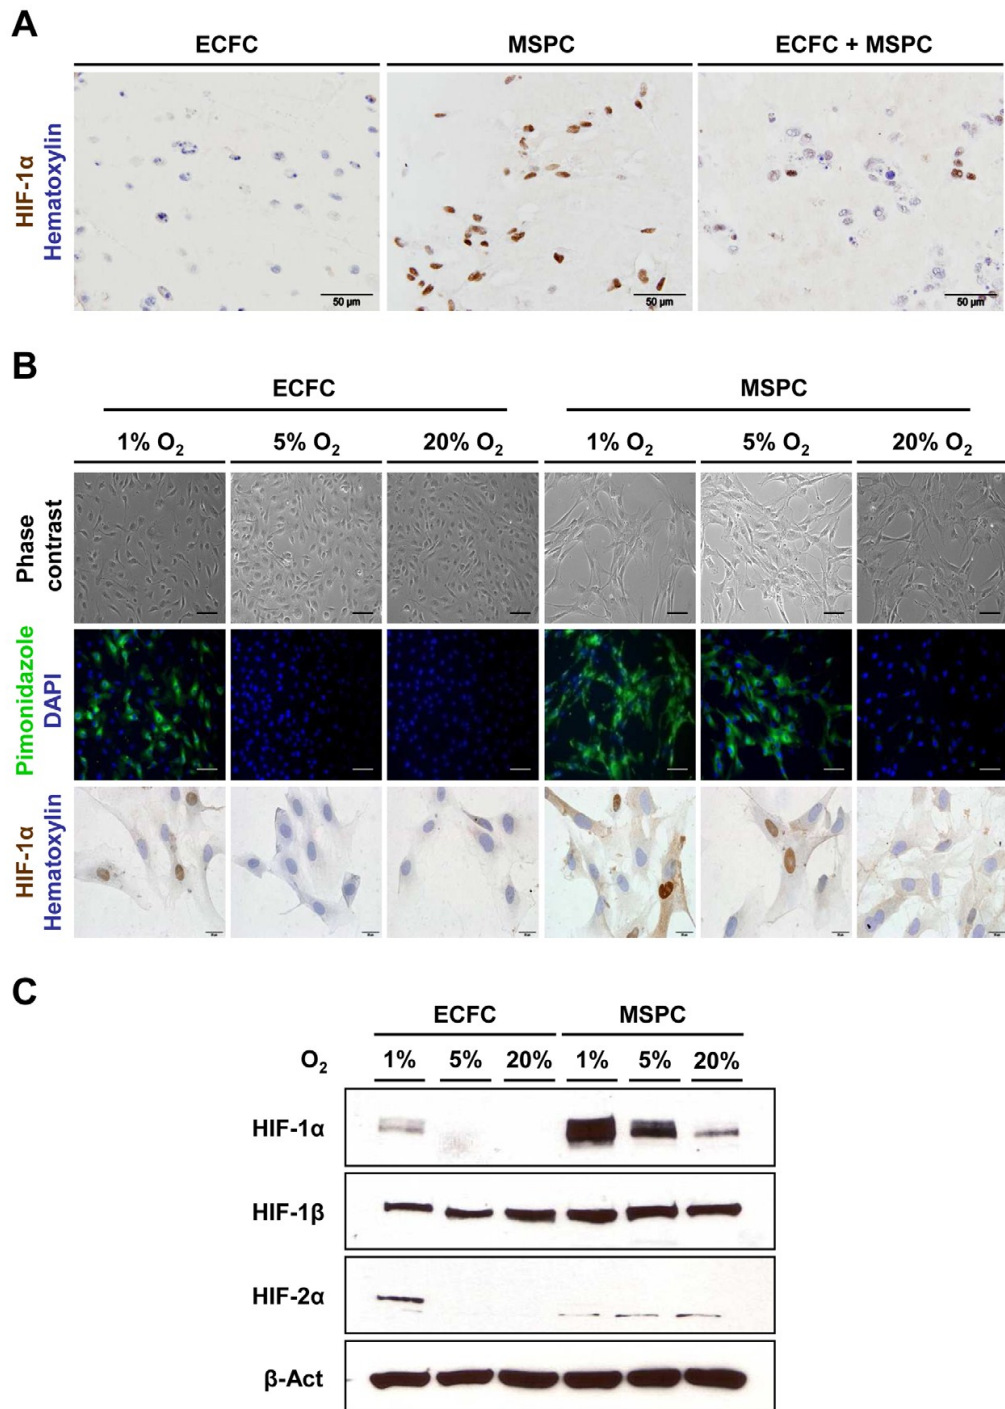 A
ECFC
MSPC
ECFC + MSPC
HIF-1α
Hematoxylin
50 µm
50 µm
50 µm
B
ECFC
MSPC
1% O₂
5% O₂
20% O₂
1% O₂
5% O₂
20% O₂
Phase
contrast
Pimonidazole
DAPI
HIF-1α
Hematoxylin
C
ECFC
MSPC
O₂
1%
5%
20%
1%
5%
20%
HIF-1α
HIF-1β
HIF-2α
β-Act